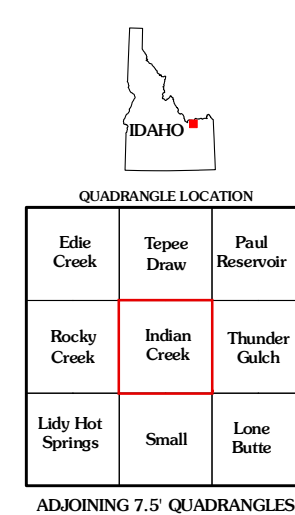 IDAHO
QUADRANGLE LOCATION
Edie
Creek
Tepee
Draw
Paul
Reservoir
Rocky
Creek
Indian
Creek
Thunder
Gulch
Lidy Hot
Springs
Small
Lone
Butte
ADJOINING 7.5' QUADRANGLES